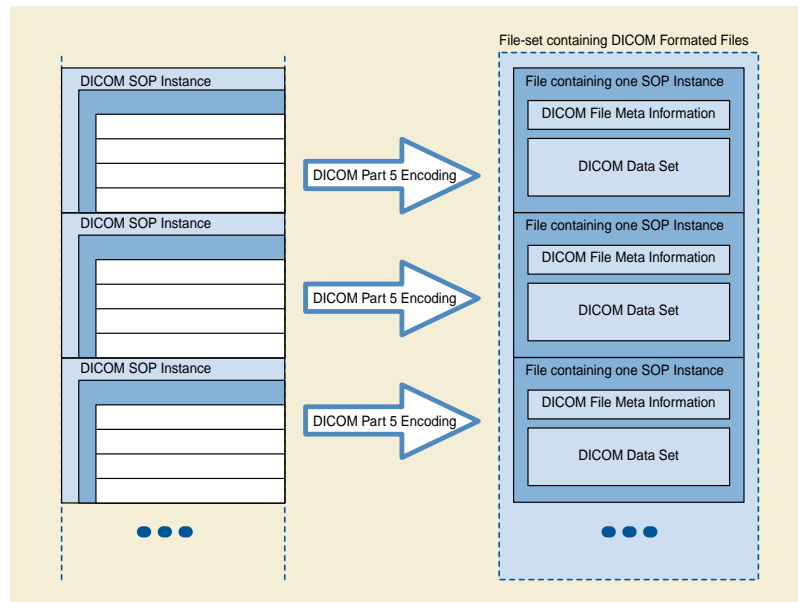 File-set containing DICOM Formated Files
DICOM SOP Instance
DICOM Part 5 Encoding
File containing one SOP Instance
DICOM File Meta Information
DICOM Data Set
DICOM SOP Instance
DICOM Part 5 Encoding
File containing one SOP Instance
DICOM File Meta Information
DICOM Data Set
DICOM SOP Instance
DICOM Part 5 Encoding
File containing one SOP Instance
DICOM File Meta Information
DICOM Data Set